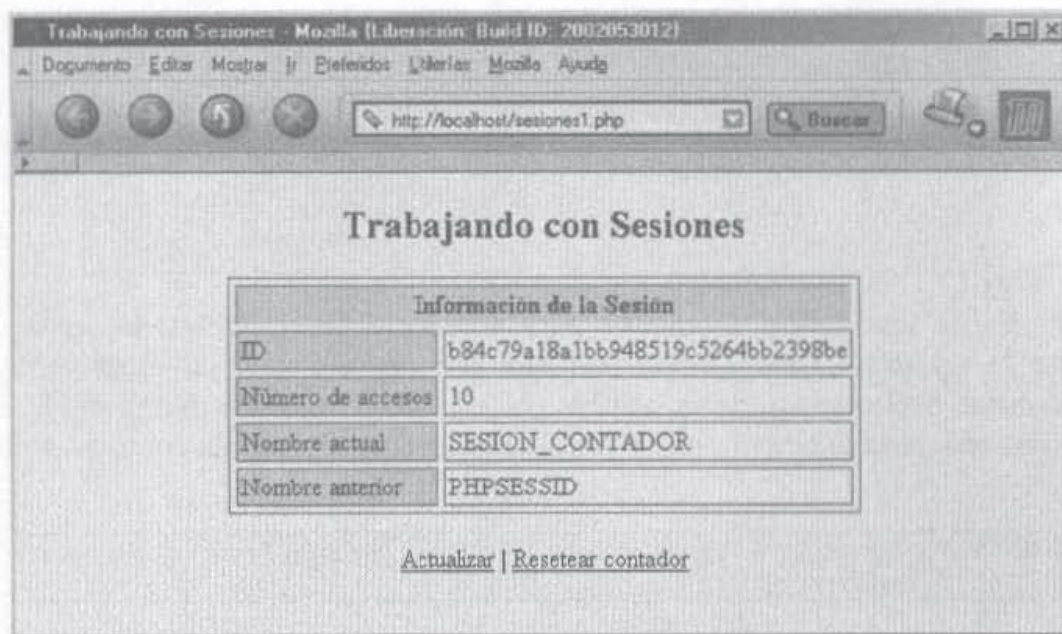 Trabajando con Sesiones - Mozilla {Liberación: Build ID: 2002053012}
Documento Editar Mostrar Ir Preferidos Utilerías Mozilla Ayuda
http://localhost/sesiones1.php Buscar
Trabajando con Sesiones
Información de la Sesión
ID b84c79a18a1bb948519c5264bb2398be
Número de accesos 10
Nombre actual SESION_CONTADOR
Nombre anterior PHPSESSID
Actualizar | Resetear contador